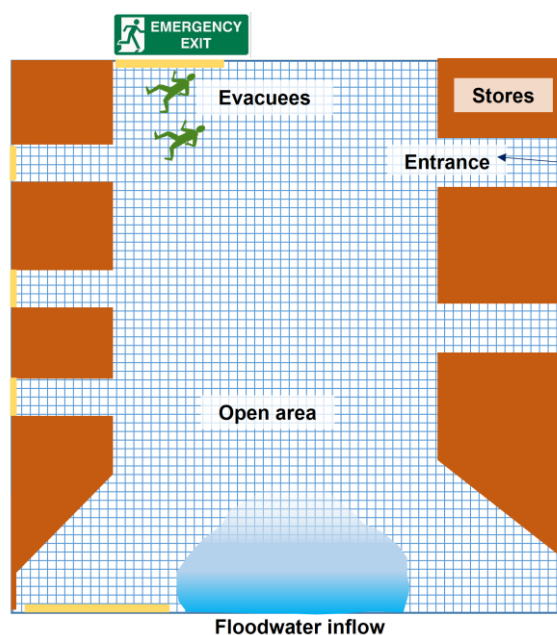 EMERGENCY
EXIT
Evacuees
Stores
Entrance
Open area
Floodwater inflow